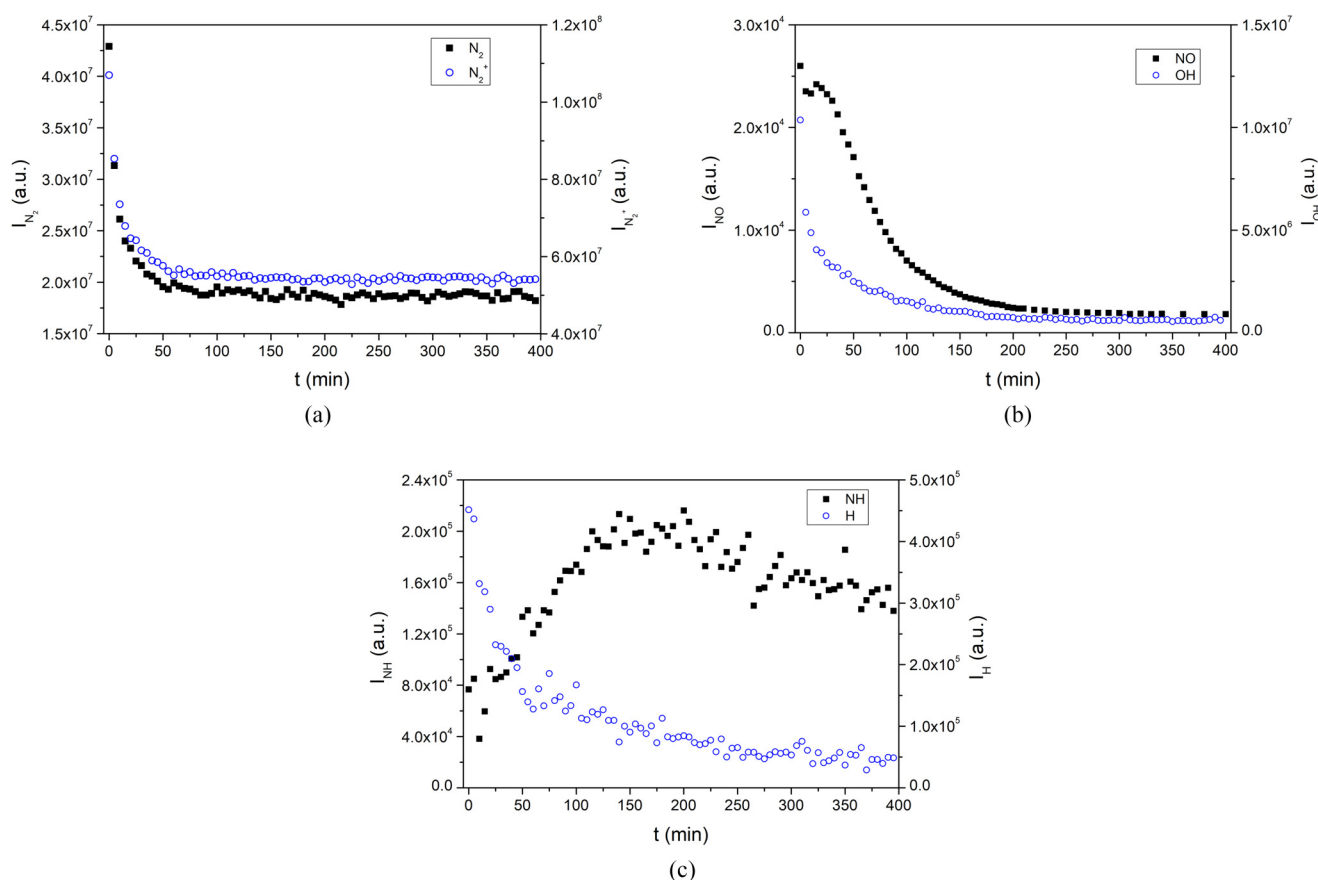 4.5x10⁷
4.0x10⁷
3.5x10⁷
3.0x10⁷
2.5x10⁷
2.0x10⁷
1.5x10⁷
I_N₂ (a.u.)
N₂
N₂⁺
1.2x10⁸
1.0x10⁸
8.0x10⁷
6.0x10⁷
4.0x10⁷
I_N₂⁺ (a.u.)
0 50 100 150 200 250 300 350 400
t (min)
(a)
3.0x10⁴
2.0x10⁴
1.0x10⁴
0.0
I_NO (a.u.)
NO
OH
1.5x10⁷
1.0x10⁷
5.0x10⁶
0.0
I_OH (a.u.)
0 50 100 150 200 250 300 350 400
t (min)
(b)
2.4x10⁵
2.0x10⁵
1.6x10⁵
1.2x10⁵
8.0x10⁴
4.0x10⁴
0.0
I_NH (a.u.)
NH
H
5.0x10⁵
4.0x10⁵
3.0x10⁵
2.0x10⁵
1.0x10⁵
0.0
I_H (a.u.)
0 50 100 150 200 250 300 350 400
t (min)
(c)